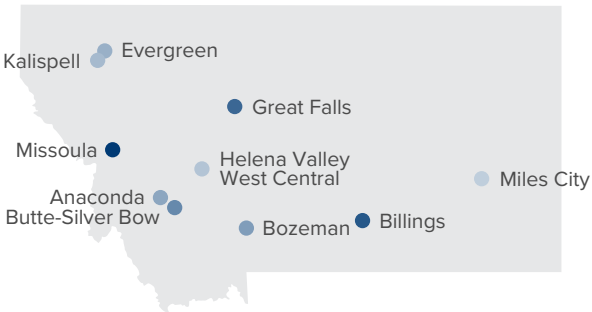 Evergreen
Kalispell
Great Falls
Missoula
Helena Valley
West Central
Miles City
Anaconda
Butte-Silver Bow
Bozeman
Billings